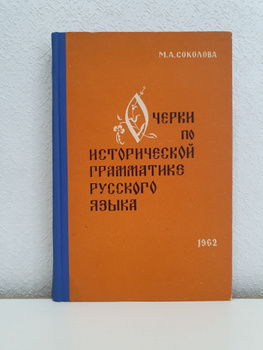 М.А.СОКОЛОВА
ОЧЕРКИ
ПО
ИСТОРИЧЕСКОЙ
ГРАММАТИКЕ
РУССКОГО
ЯЗЫКА
1962